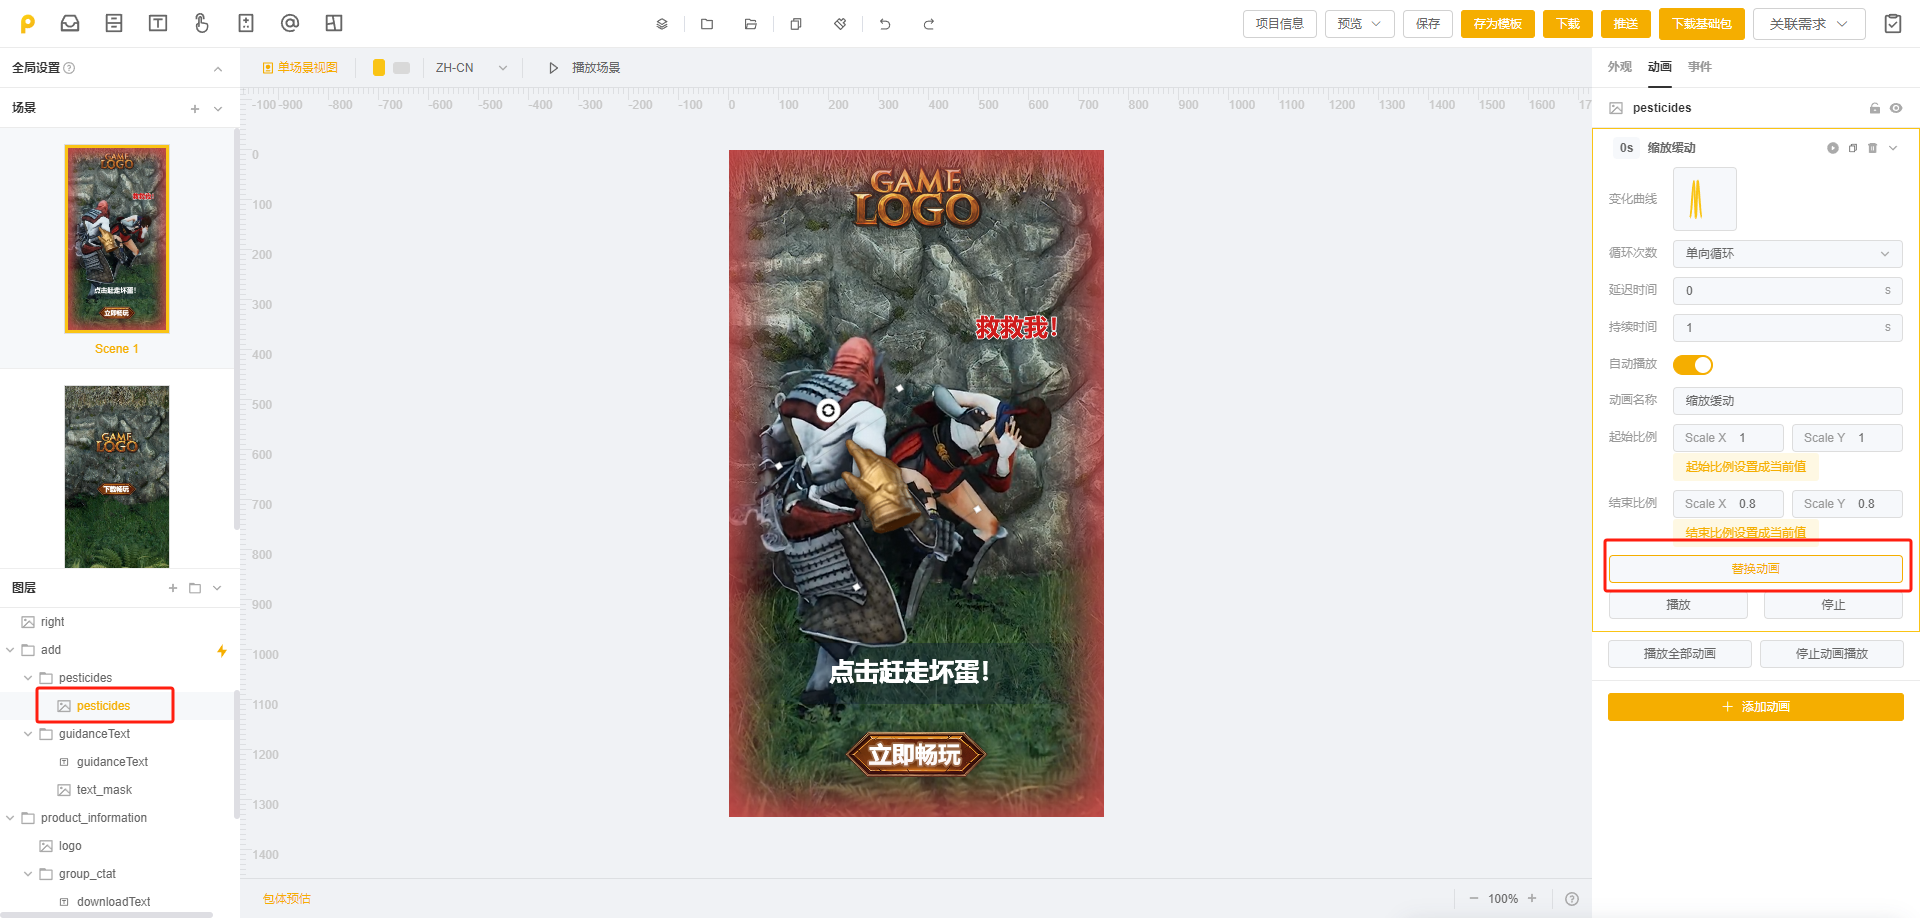 项目信息
预览
保存
存为模板
下载
推送
下载基础包
关联需求
全局设置
单场景视图
ZH-CN
播放场景
外观
动画
事件
场景
-100 -900 -800 -700 -600 -500 -400 -300 -200 -100 0 100 200 300 400 500 600 700 800 900 1000 1100 1200 1300 1400 1500 1600 17
pesticides
0s 缩放缓动
变化曲线
循环次数 单向循环
延迟时间 0 s
持续时间 1 s
自动播放
动画名称 缩放缓动
起始比例 Scale X 1 Scale Y 1
起始比例设置成当前值
结束比例 Scale X 0.8 Scale Y 0.8
结束比例设置成当前值
替换动画
播放 停止
播放全部动画 停止动画播放
添加动画
GAME
LOGO
救救我!
点击赶走坏蛋!
立即畅玩
Scene 1
GAME
LOGO
下载畅玩
图层
right
add
pesticides
pesticides
guidanceText
guidanceText
text_mask
product_information
logo
group_ctat
downloadText
0
100
200
300
400
500
600
700
800
900
1000
1100
1200
1300
1400
GAME
LOGO
救救我!
点击赶走坏蛋!
立即畅玩
包体预估
100%